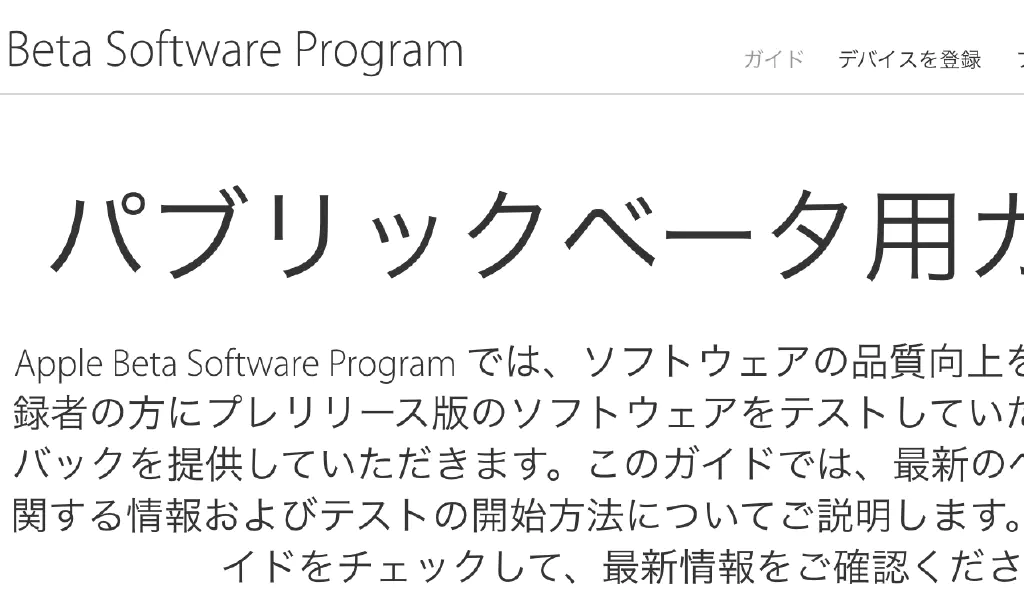 Beta Software Program
ガイド デバイスを登録
パブリックベータ用ガ
Apple Beta Software Program では、ソフトウェアの品質向上を
録者の方にプレリリース版のソフトウェアをテストしていた
バックを提供していただきます。このガイドでは、最新のベ
関する情報およびテストの開始方法についてご説明します。
イドをチェックして、最新情報をご確認くださ